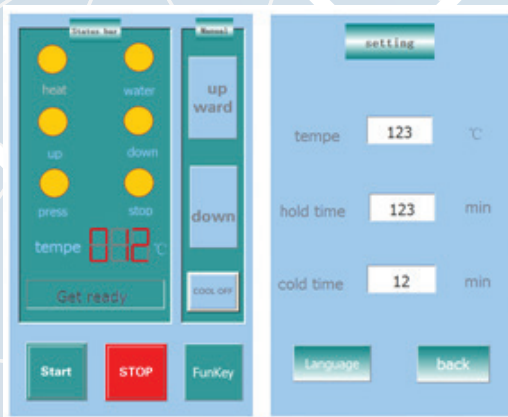 Status bar
Manual
heat
water
up
ward
up
down
press
stop
down
tempe 012 ℃
Get ready
COOL OFF
Start
STOP
FunKey
setting
tempe 123 ℃
hold time 123 min
cold time 12 min
Language
back